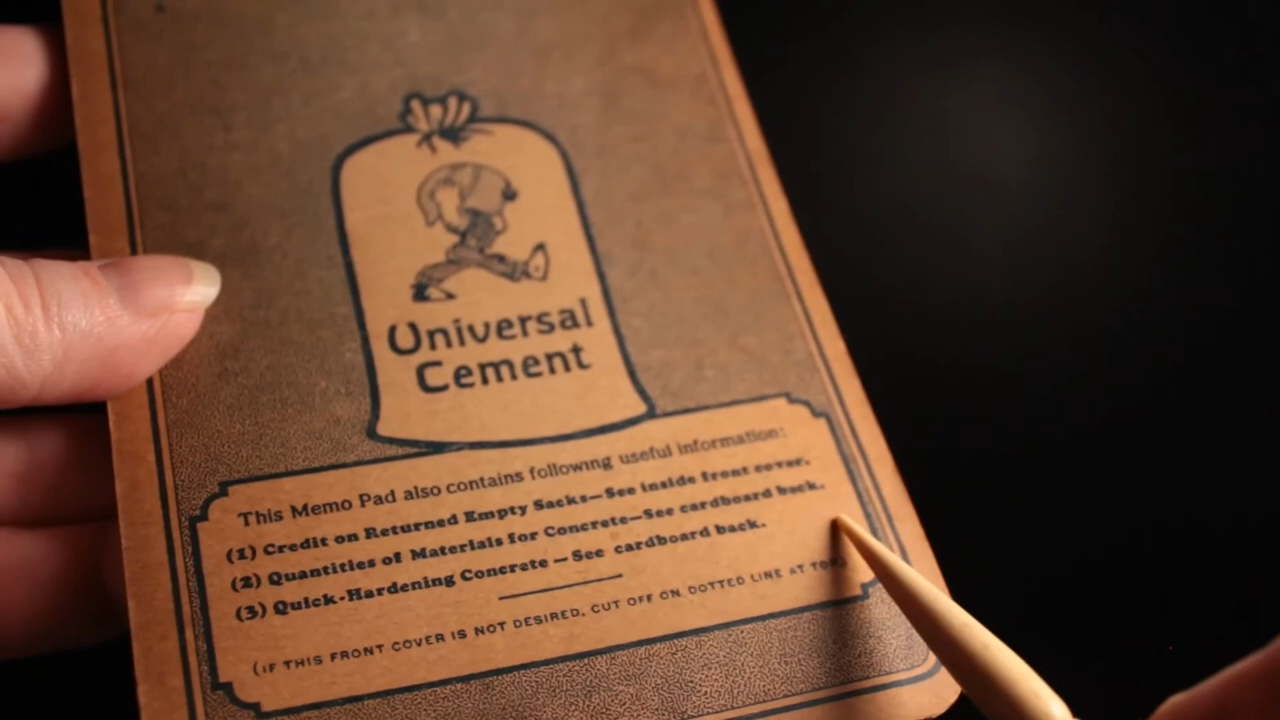 Universal
Cement
This Memo Pad also contains following useful information:
(1) Credit on Returned Empty Sacks—See inside front cover.
(2) Quantities of Materials for Concrete—See cardboard back.
(3) Quick-Hardening Concrete — See cardboard back.
(IF THIS FRONT COVER IS NOT DESIRED, CUT OFF ON DOTTED LINE AT TOP.)